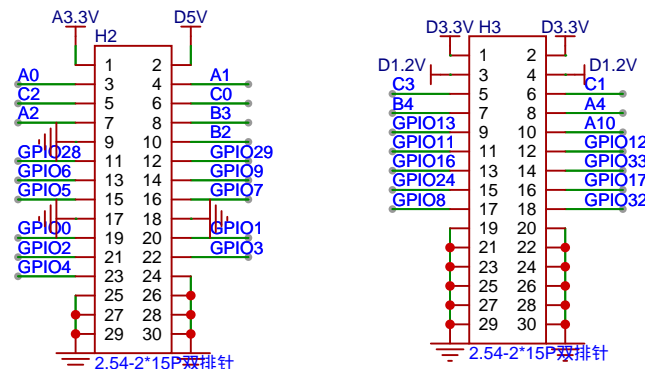 A3.3V D5V D3.3V D3.3V
H2 H3
1 2 1 2
D1.2V 3 4 D1.2V
A0 3 4 A1
C3 5 6 C1
C2 5 6 C0
B4 7 8 A4
A2 7 8 B3
GPIO13 9 10 A10
9 10 B2
GPIO11 11 12 GPIO12
GPIO28 11 12 GPIO29
GPIO16 13 14 GPIO33
GPIO6 13 14 GPIO9
GPIO24 15 16 GPIO17
GPIO5 15 16 GPIO7
GPIO8 17 18 GPIO32
17 18
19 20
GPIO0 19 20 GPIO1
21 22
GPIO2 21 22 GPIO3
23 24
GPIO4 23 24
25 26
25 26
27 28
27 28
29 30
29 30
2.54-2*15P双排针
2.54-2*15P双排针